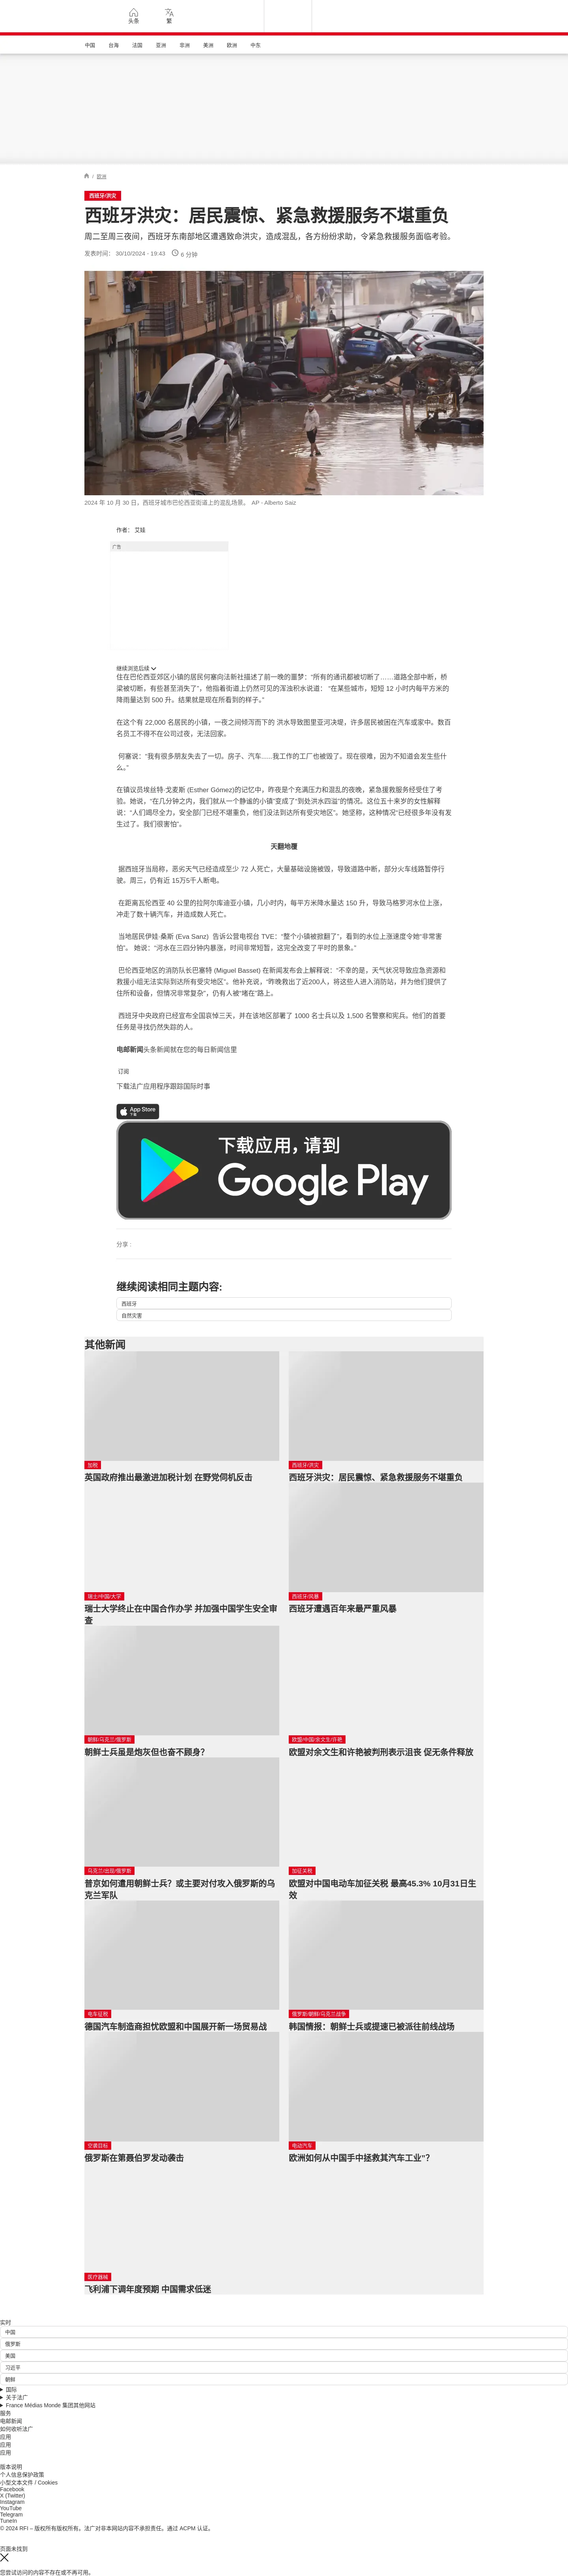 头条
繁
中国
台海
法国
亚洲
非洲
美洲
欧洲
中东
/ 欧洲
西班牙/洪灾
西班牙洪灾：居民震惊、紧急救援服务不堪重负
周二至周三夜间，西班牙东南部地区遭遇致命洪灾，造成混乱，各方纷纷求助，令紧急救援服务面临考验。
发表时间： 30/10/2024 - 19:43
6 分钟
2024 年 10 月 30 日，西班牙城市巴伦西亚街道上的混乱场景。 AP - Alberto Saiz
作者： 艾娃
广告
继续浏览后续
住在巴伦西亚郊区小镇的居民何塞向法新社描述了前一晚的噩梦：“所有的通讯都被切断了……道路全部中断，桥
梁被切断，有些甚至消失了”，他指着街道上仍然可见的浑浊积水说道： “在某些城市，短短 12 小时内每平方米的
降雨量达到 500 升，结果就是现在所看到的样子。”
在这个有 22,000 名居民的小镇，一夜之间倾泻而下的 洪水导致图里亚河决堤，许多居民被困在汽车或家中。数百
名员工不得不在公司过夜，无法回家。
何塞说：“我有很多朋友失去了一切。房子、汽车......我工作的工厂也被毁了。现在很难，因为不知道会发生些什
么。”
在镇议员埃丝特·戈麦斯 (Esther Gómez)的记忆中，昨夜是个充满压力和混乱的夜晚，紧急援救服务经受住了考
验。她说，“在几分钟之内，我们就从一个静谧的小镇”变成了“到处洪水四溢”的情况。这位五十来岁的女性解释
说：“人们竭尽全力，安全部门已经不堪重负，他们没法到达所有受灾地区”。她坚称，这种情况“已经很多年没有发
生过了。我们很害怕”。
天翻地覆
据西班牙当局称，恶劣天气已经造成至少 72 人死亡，大量基础设施被毁，导致道路中断，部分火车线路暂停行
驶。周三，仍有近 15万5千人断电。
在距离瓦伦西亚 40 公里的拉阿尔库迪亚小镇，几小时内，每平方米降水量达 150 升，导致马格罗河水位上涨，
冲走了数十辆汽车，并造成数人死亡。
当地居民伊娃·桑斯 (Eva Sanz) 告诉公营电视台 TVE：“整个小镇被掀翻了”，看到的水位上涨速度令她“非常害
怕”。 她说：“河水在三四分钟内暴涨，时间非常短暂，这完全改变了平时的景象。”
巴伦西亚地区的消防队长巴塞特 (Miguel Basset) 在新闻发布会上解释说：“不幸的是，天气状况导致应急资源和
救援小组无法实际到达所有受灾地区”。他补充说，“昨晚救出了近200人，将这些人进入消防站，并为他们提供了
住所和设备，但情况非常复杂”，仍有人被“堵在”路上。
西班牙中央政府已经宣布全国哀悼三天，并在该地区部署了 1000 名士兵以及 1,500 名警察和宪兵。他们的首要
任务是寻找仍然失踪的人。
电邮新闻头条新闻就在您的每日新闻信里
订阅
下载法广应用程序跟踪国际时事
App Store
下载
下载应用，请到
Google Play
分享 :
继续阅读相同主题内容:
西班牙
自然灾害
其他新闻
加税
英国政府推出最激进加税计划 在野党伺机反击
西班牙/洪灾
西班牙洪灾：居民震惊、紧急救援服务不堪重负
瑞士/中国/大学
瑞士大学终止在中国合作办学 并加强中国学生安全审
查
西班牙/风暴
西班牙遭遇百年来最严重风暴
朝鲜/乌克兰/俄罗斯
朝鲜士兵虽是炮灰但也奋不顾身？
欧盟/中国/余文生/许艳
欧盟对余文生和许艳被判刑表示沮丧 促无条件释放
乌克兰/出兵/俄罗斯
普京如何遣用朝鲜士兵？或主要对付攻入俄罗斯的乌
克兰军队
加征关税
欧盟对中国电动车加征关税 最高45.3% 10月31日生
效
电车征税
德国汽车制造商担忧欧盟和中国展开新一场贸易战
俄罗斯/朝鲜/乌克兰战争
韩国情报：朝鲜士兵或提速已被派往前线战场
空袭目标
俄罗斯在第聂伯罗发动袭击
电动汽车
欧洲如何从中国手中拯救其汽车工业”？
医疗器械
飞利浦下调年度预期 中国需求低迷
实时
中国
俄罗斯
美国
习近平
朝鲜
国际
关于法广
France Médias Monde 集团其他网站
服务
电邮新闻
如何收听法广
应用
应用
应用
版本说明
个人信息保护政策
小型文本文件 / Cookies
Facebook
X (Twitter)
Instagram
YouTube
Telegram
TuneIn
© 2024 RFI – 版权所有版权所有。法广对非本网站内容不承担责任。通过 ACPM 认证。
页面未找到
您尝试访问的内容不存在或不再可用。